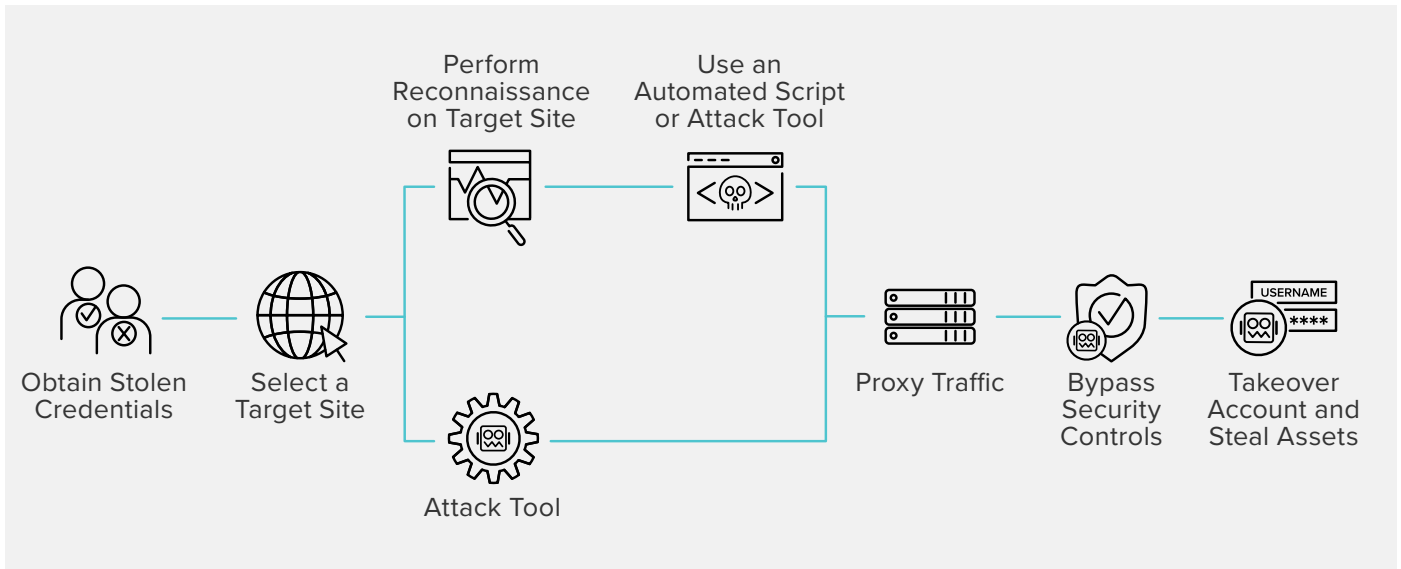 Perform
Reconnaissance
on Target Site
Use an
Automated Script
or Attack Tool
Obtain Stolen
Credentials
Select a
Target Site
Attack Tool
Proxy Traffic
Bypass
Security
Controls
USERNAME
****
Takeover
Account and
Steal Assets